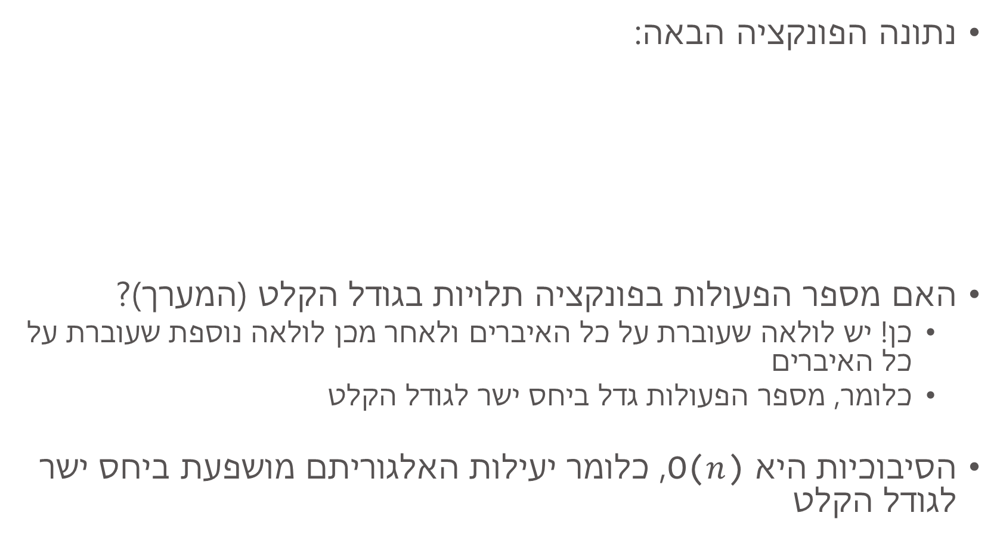 • נתונה הפונקציה הבאה:
• האם מספר הפעולות בפונקציה תלויות בגודל הקלט (המערך)?
• כן! יש לולאה שעוברת על כל האיברים ולאחר מכן לולאה נוספת שעוברת על
כל האיברים
• כלומר, מספר הפעולות גדל ביחס ישר לגודל הקלט
• הסיבוכיות היא O(n), כלומר יעילות האלגוריתם מושפעת ביחס ישר
לגודל הקלט